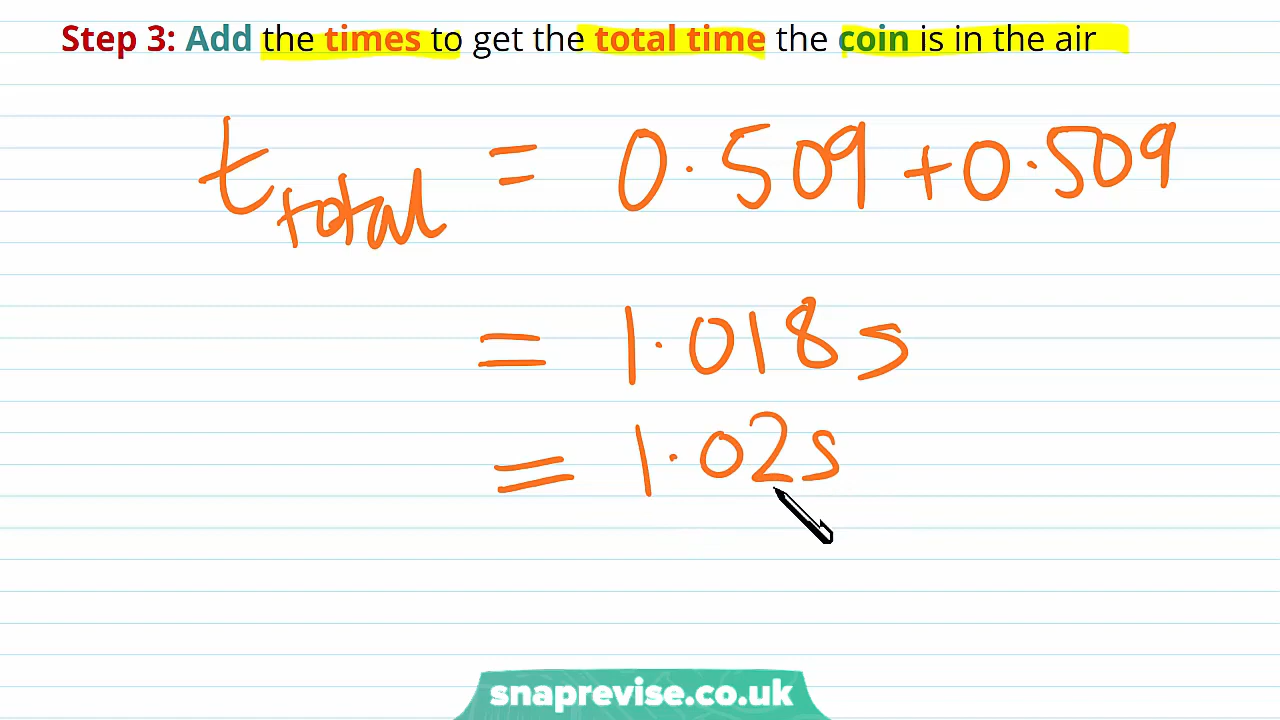 Step 3: Add the times to get the total time the coin is in the air
t total = 0.509 + 0.509
= 1.018 s
= 1.02 s
snaprevise.co.uk